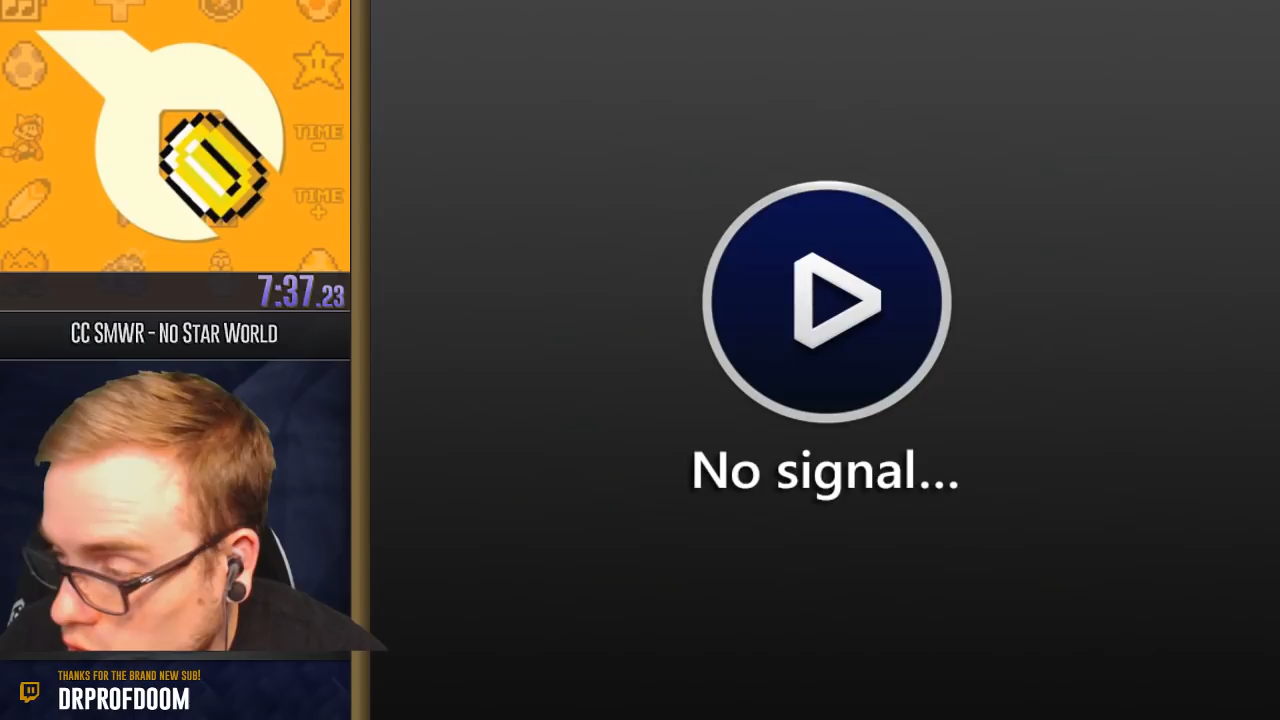 TIME
TIME
7:37.23
CC SMWR - No Star World
No signal...
THANKS FOR THE BRAND NEW SUB!
DRPROFDOOM